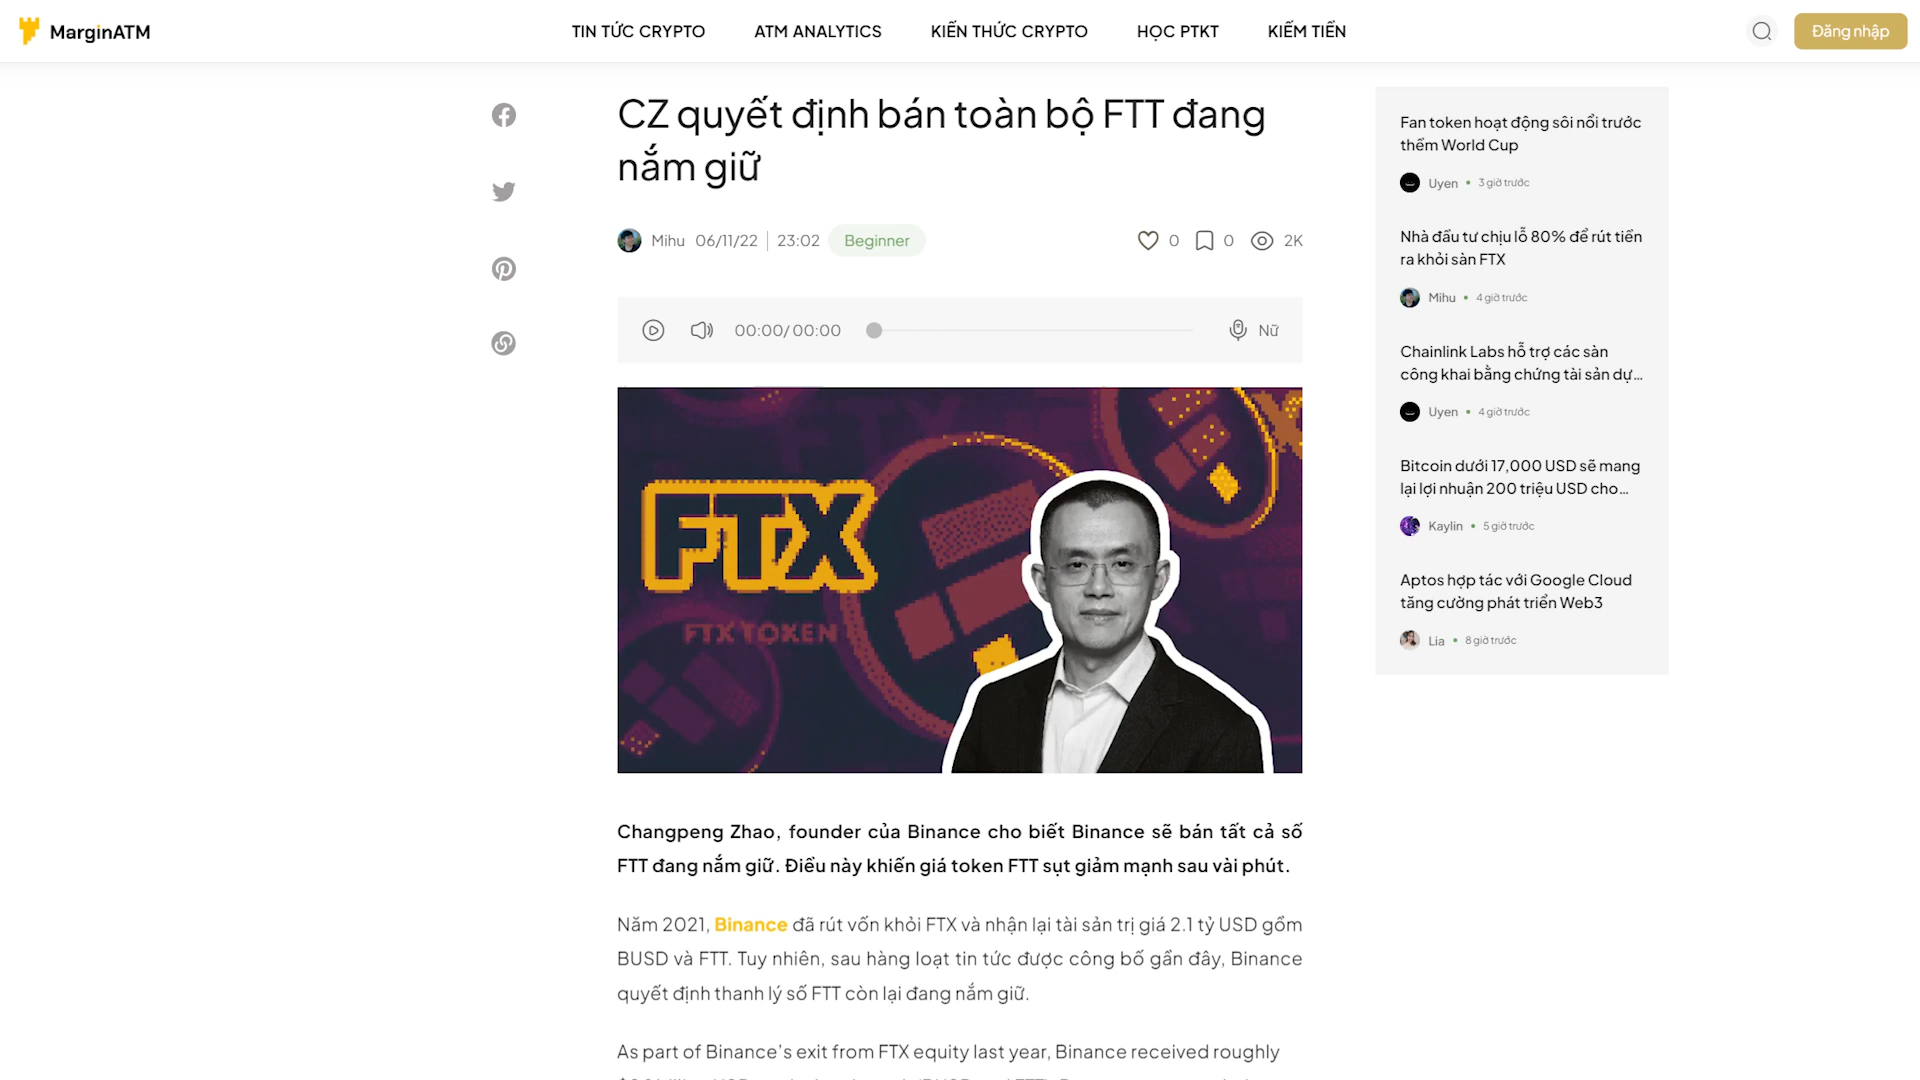 MarginATM
TIN TỨC CRYPTO
ATM ANALYTICS
KIẾN THỨC CRYPTO
HỌC PTKT
KIẾM TIỀN
Đăng nhập
CZ quyết định bán toàn bộ FTT đang
nắm giữ
Mihu 06/11/22 23:02 Beginner
0 0 2K
00:00/00:00
Nữ
FTX
FTX TOKEN
Changpeng Zhao, founder của Binance cho biết Binance sẽ bán tất cả số
FTT đang nắm giữ. Điều này khiến giá token FTT sụt giảm mạnh sau vài phút.
Năm 2021, Binance đã rút vốn khỏi FTX và nhận lại tài sản trị giá 2.1 tỷ USD gồm
BUSD và FTT. Tuy nhiên, sau hàng loạt tin tức được công bố gần đây, Binance
quyết định thanh lý số FTT còn lại đang nắm giữ.
As part of Binance's exit from FTX equity last year, Binance received roughly
Fan token hoạt động sôi nổi trước
thềm World Cup
Uyen • 3 giờ trước
Nhà đầu tư chịu lỗ 80% để rút tiền
ra khỏi sàn FTX
Mihu • 4 giờ trước
Chainlink Labs hỗ trợ các sàn
công khai bằng chứng tài sản dự...
Uyen • 4 giờ trước
Bitcoin dưới 17,000 USD sẽ mang
lại lợi nhuận 200 triệu USD cho...
Kaylin • 5 giờ trước
Aptos hợp tác với Google Cloud
tăng cường phát triển Web3
Lia • 8 giờ trước